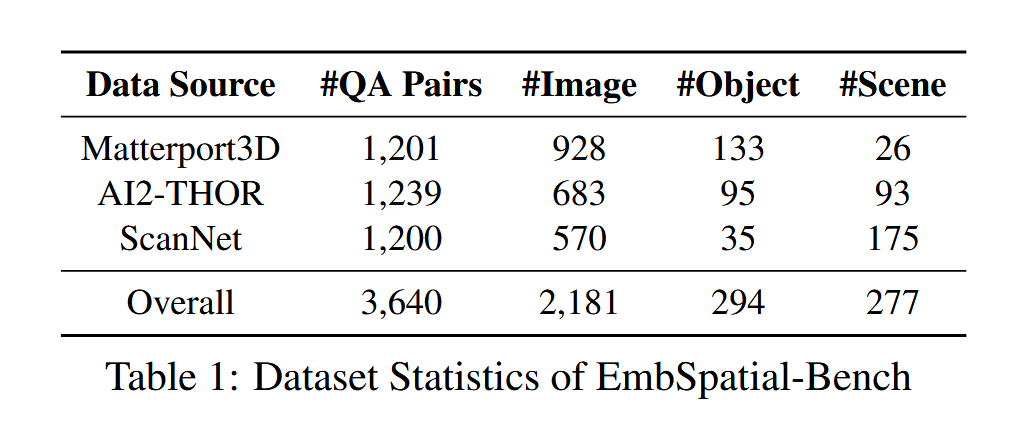 Data Source #QA Pairs #Image #Object #Scene
Matterport3D 1,201 928 133 26
AI2-THOR 1,239 683 95 93
ScanNet 1,200 570 35 175
Overall 3,640 2,181 294 277
Table 1: Dataset Statistics of EmbSpatial-Bench